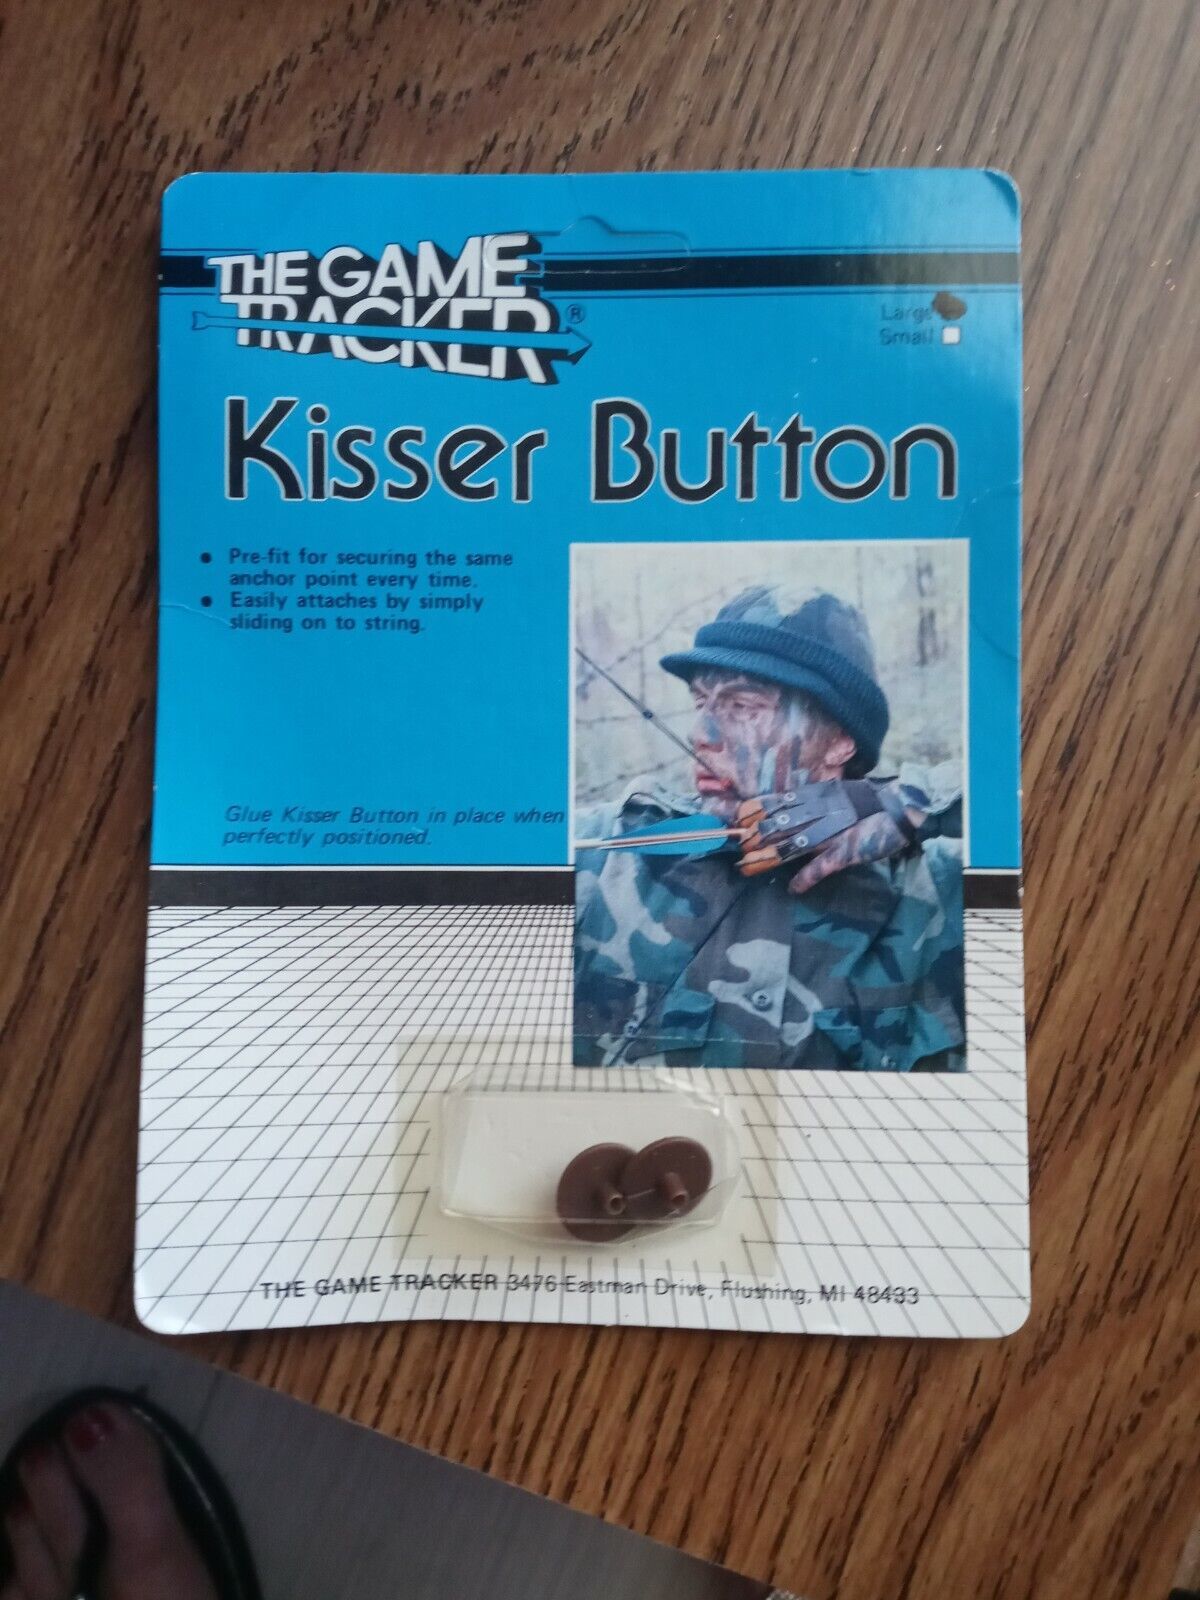 THE GAME
TRACKER®
Large
Small
Kisser Button
• Pre-fit for securing the same
anchor point every time.
• Easily attaches by simply
sliding on to string.
Glue Kisser Button in place when
perfectly positioned.
THE GAME TRACKER 3476 Eastman Drive, Flushing, MI 48433